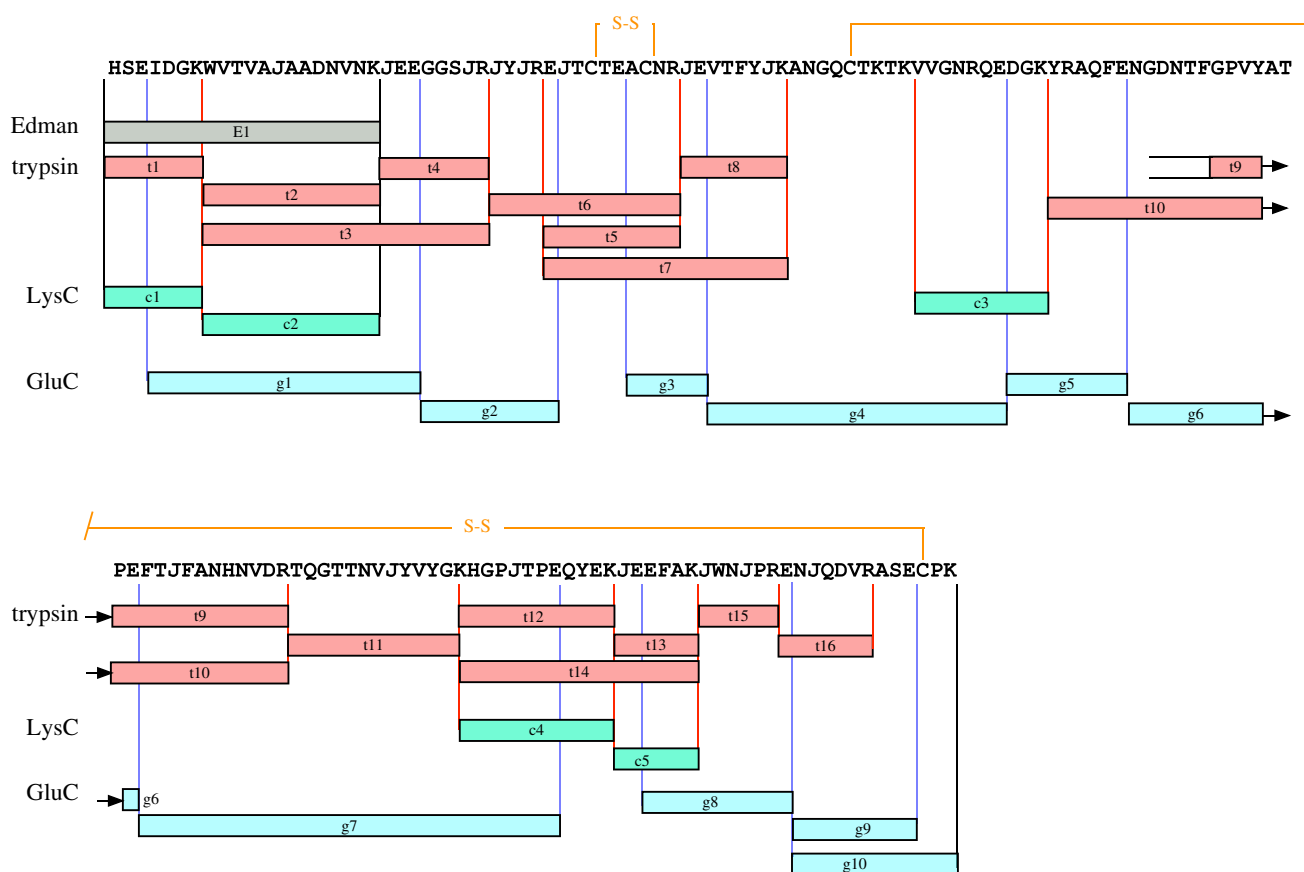 S-S
HSEIDGKWVTVAJAADNVNKJEEGGSJRJYJREJTCTEACNRJEVTFYJKANGQCTKTKVVGNRQEDGKYRAQFENGDNTFGPVYAT
Edman E1
trypsin t1 t4 t8 t9
t2 t6 t10
t3 t5
t7
LysC c1 c3
c2
GluC g1 g3 g5
g2 g4 g6
S-S
PEFTJFANHNVDRTQGTTNVJYVYGKHGPJTPEQYEKJEEFAKJWNJPRENJQDVRASECPK
trypsin t9 t12 t15
t11 t13 t16
t10 t14
LysC c4
c5
GluC g6 g8
g7 g9
g10